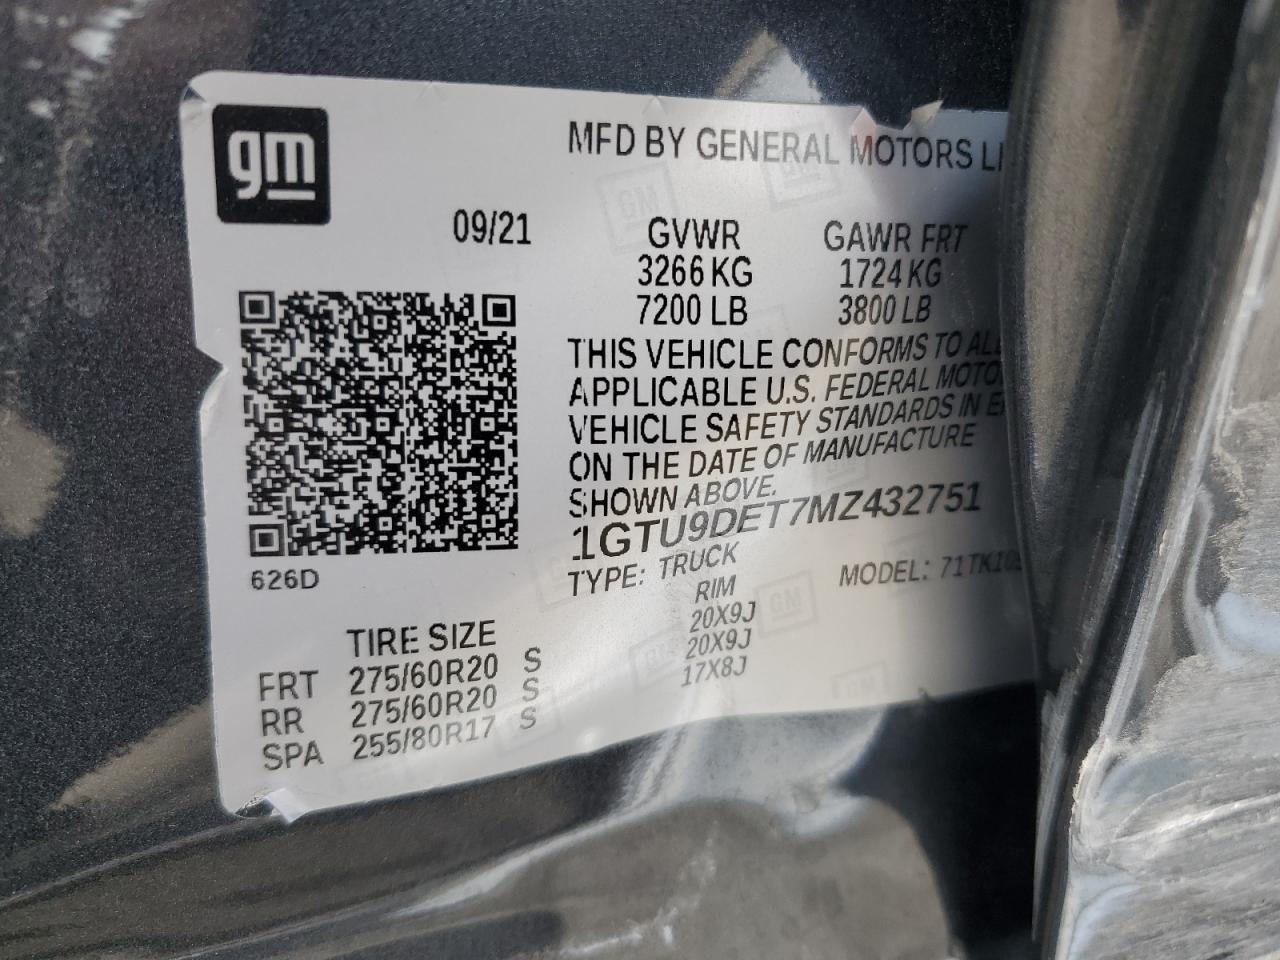 gm
MFD BY GENERAL MOTORS
09/21
GVWR GAWR FRT
3266 KG 1724 KG
7200 LB 3800 LB
THIS VEHICLE CONFORMS TO ALL
APPLICABLE U.S. FEDERAL MOTO
VEHICLE SAFETY STANDARDS IN
ON THE DATE OF MANUFACTURE
SHOWN ABOVE.
1GTU9DET7MZ432751
TYPE: TRUCK MODEL:
626D
TIRE SIZE RIM
FRT 275/60R20 S 20X9J
RR 275/60R20 S 20X9J
SPA 255/80R17 S 17X8J